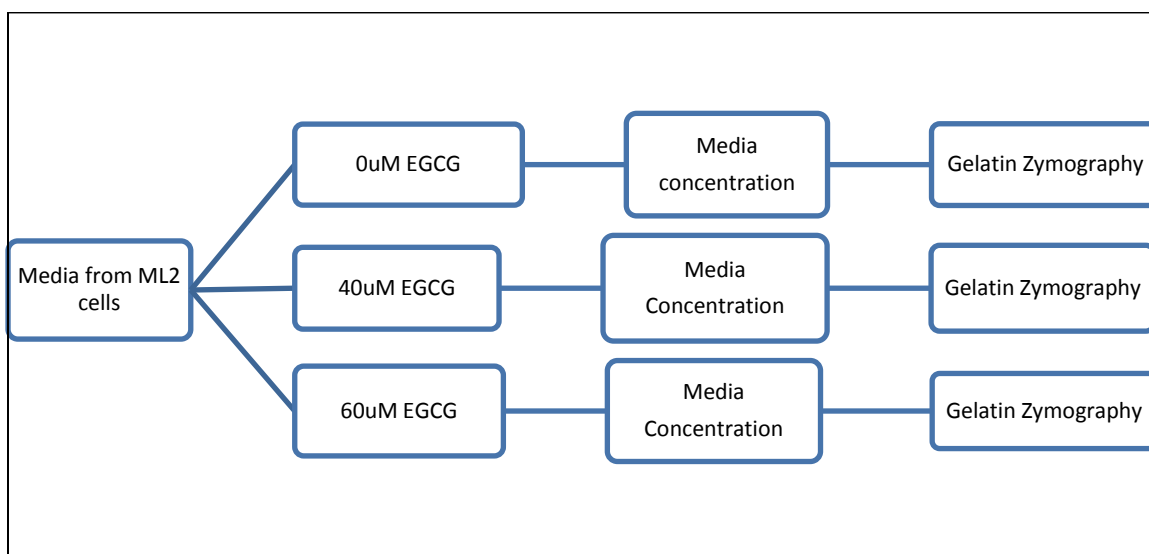 0uM EGCG
Media
concentration
Gelatin Zymography
Media from ML2
cells
40uM EGCG
Media
Concentration
Gelatin Zymography
60uM EGCG
Media
Concentration
Gelatin Zymography